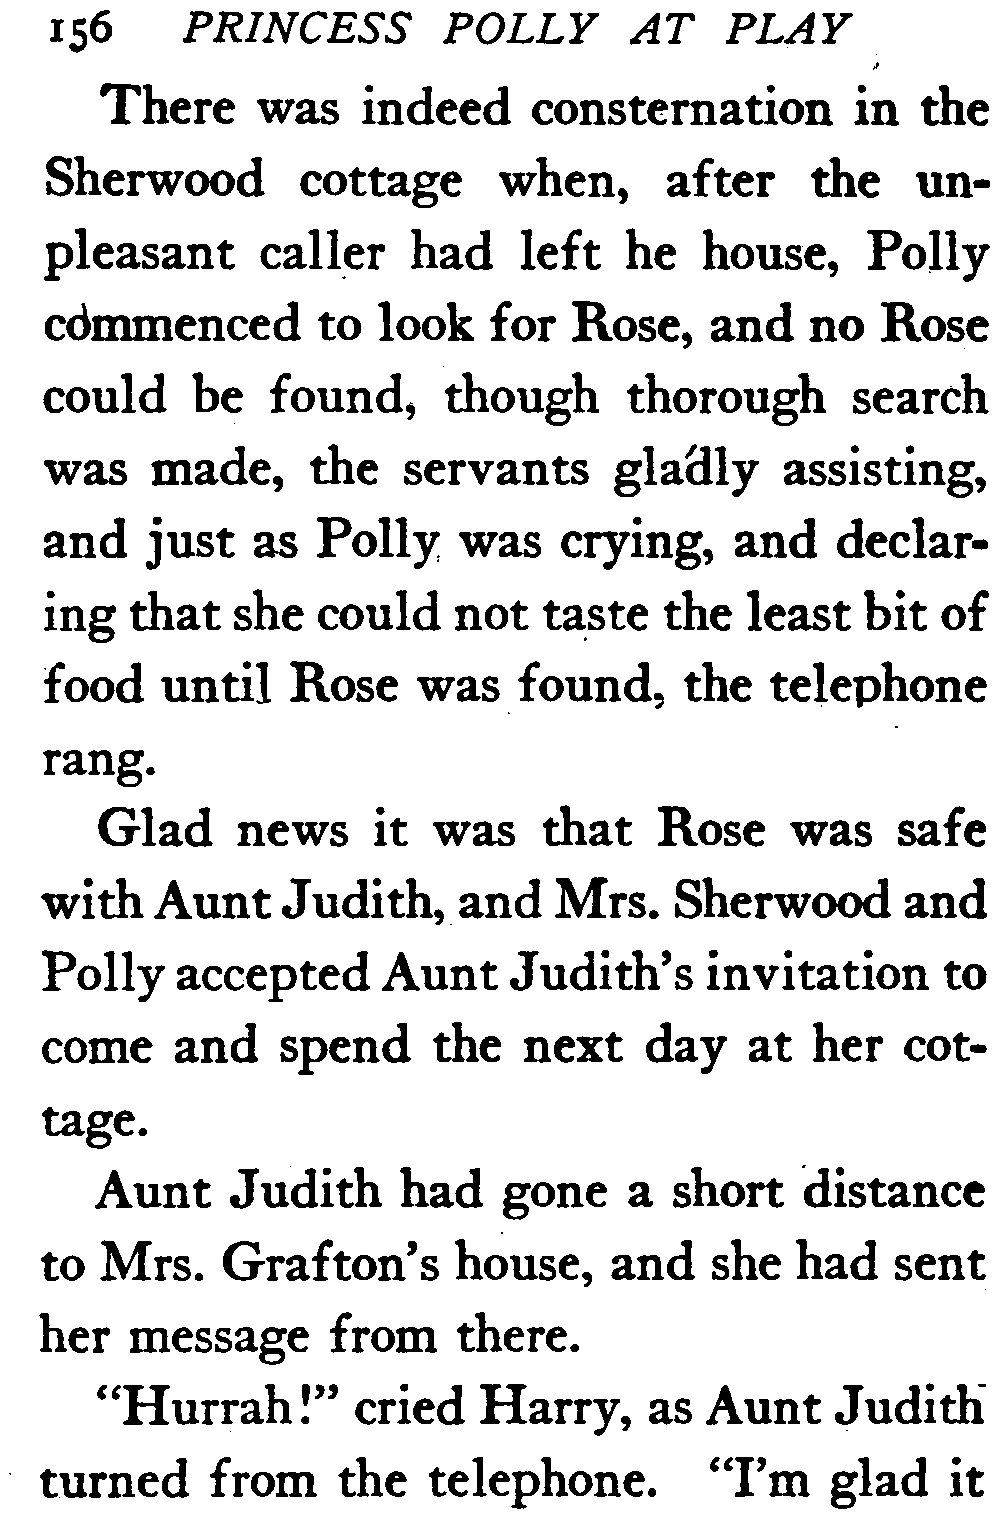 156 PRINCESS POLLY AT PLAY
There was indeed consternation in the
Sherwood cottage when, after the un-
pleasant caller had left he house, Polly
commenced to look for Rose, and no Rose
could be found, though thorough search
was made, the servants gladly assisting,
and just as Polly was crying, and declar-
ing that she could not taste the least bit of
food until Rose was found, the telephone
rang.
Glad news it was that Rose was safe
with Aunt Judith, and Mrs. Sherwood and
Polly accepted Aunt Judith's invitation to
come and spend the next day at her cot-
tage.
Aunt Judith had gone a short distance
to Mrs. Grafton's house, and she had sent
her message from there.
"Hurrah!" cried Harry, as Aunt Judith
turned from the telephone. "I'm glad it